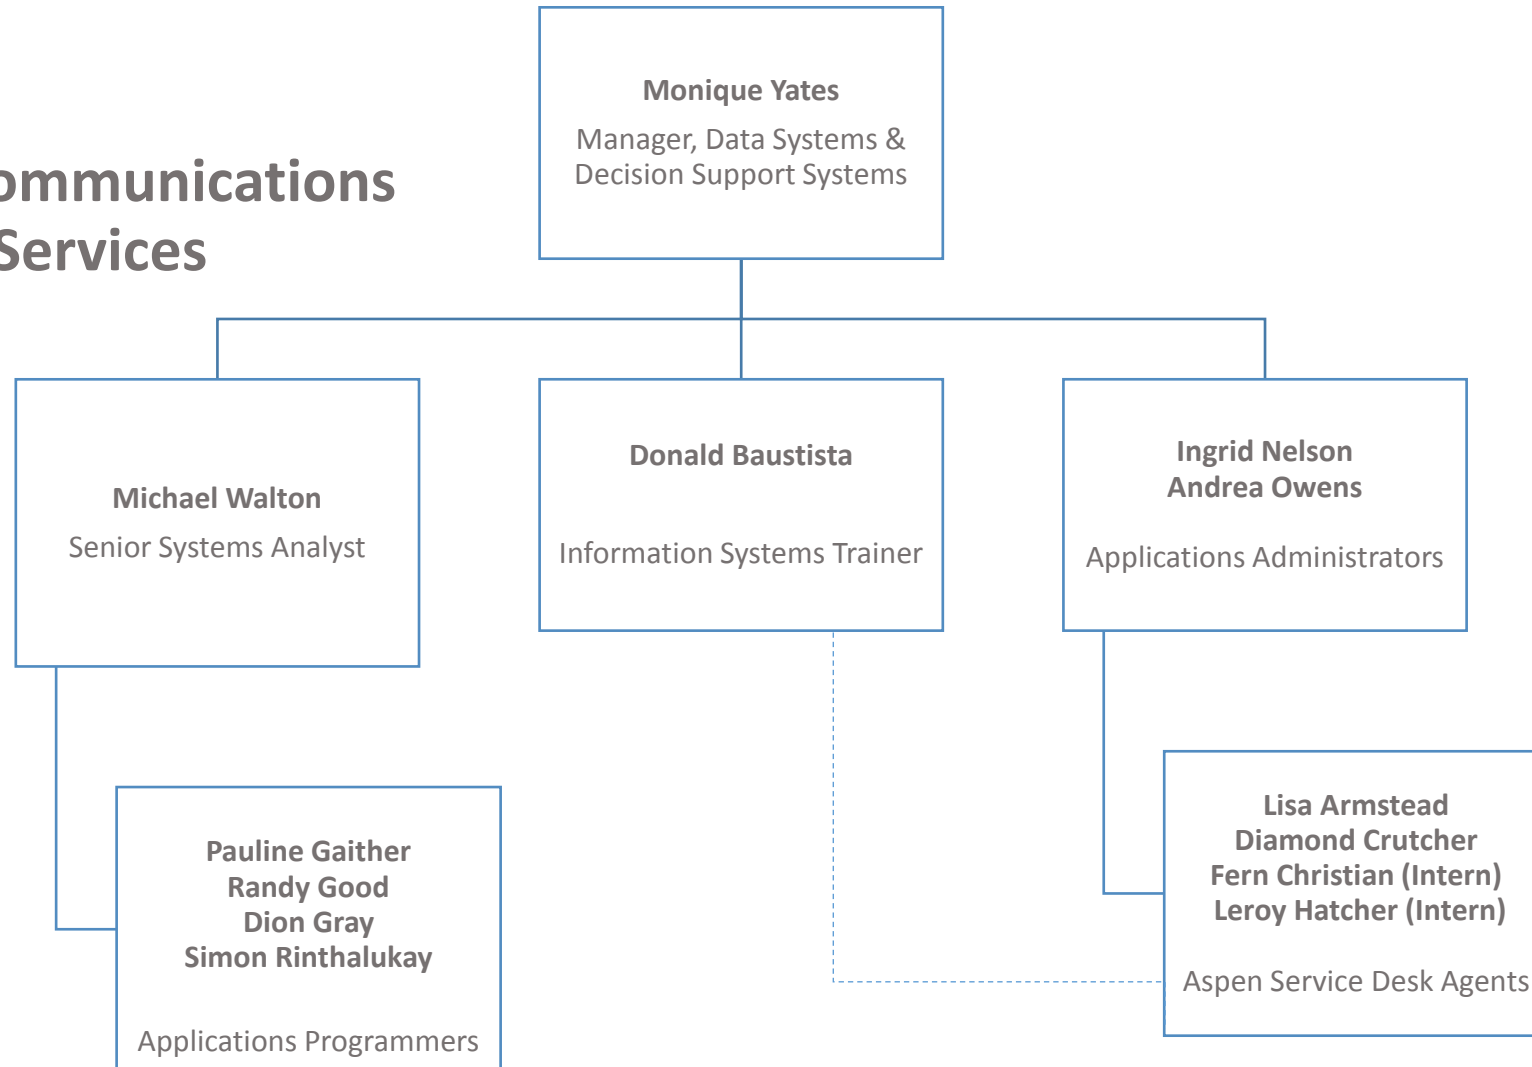 Monique Yates
Manager, Data Systems &
Decision Support Systems
ommunications
Services
Michael Walton
Senior Systems Analyst
Donald Baustista
Information Systems Trainer
Ingrid Nelson
Andrea Owens
Applications Administrators
Pauline Gaither
Randy Good
Dion Gray
Simon Rinthalukay
Applications Programmers
Lisa Armstead
Diamond Crutcher
Fern Christian (Intern)
Leroy Hatcher (Intern)
Aspen Service Desk Agents